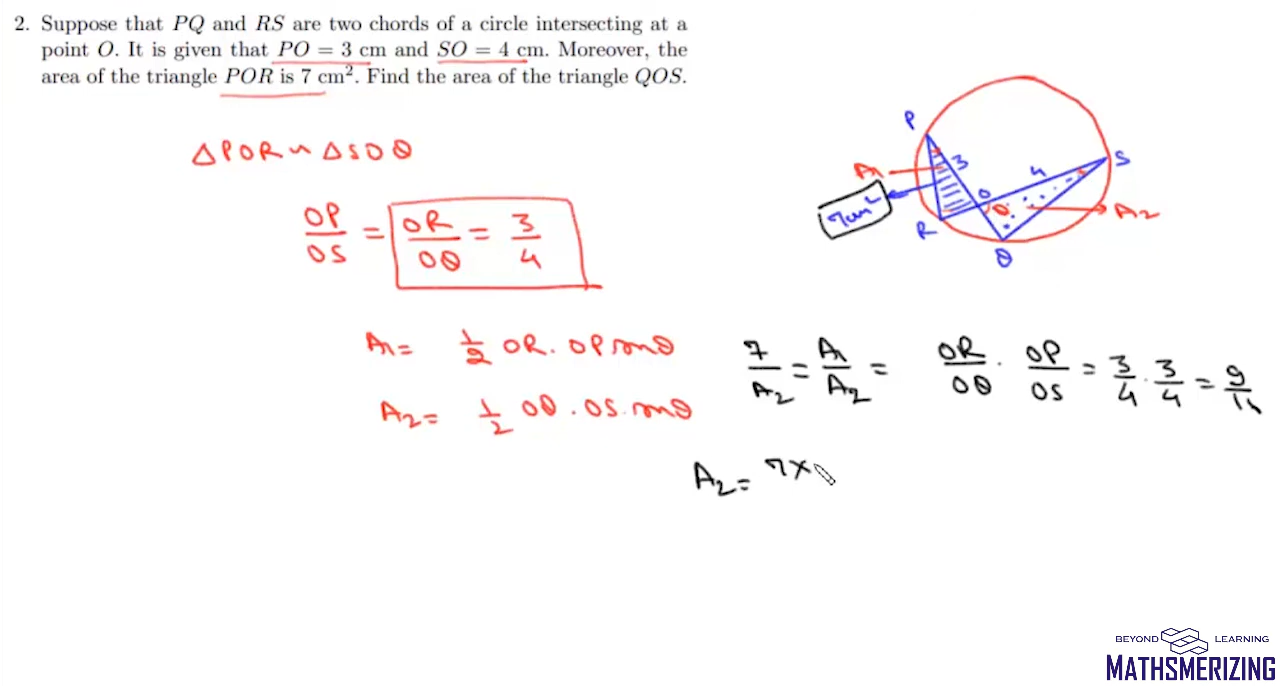 2. Suppose that PQ and RS are two chords of a circle intersecting at a
point O. It is given that PO = 3 cm and SO = 4 cm. Moreover, the
area of the triangle POR is 7 cm². Find the area of the triangle QOS.
P
S
3
4
O
A1
7cm²
θ
A2
R
Q
ΔPOR ~ ΔSOQ
OP/OS = OR/OQ = 3/4
A1 = 1/2 OR . OP sinθ
A2 = 1/2 OQ . OS . sinθ
7/A2 = A1/A2 = OR/OQ . OP/OS = 3/4 . 3/4 = 9/16
A2 = 7×
BEYOND LEARNING
MATHSMERIZING